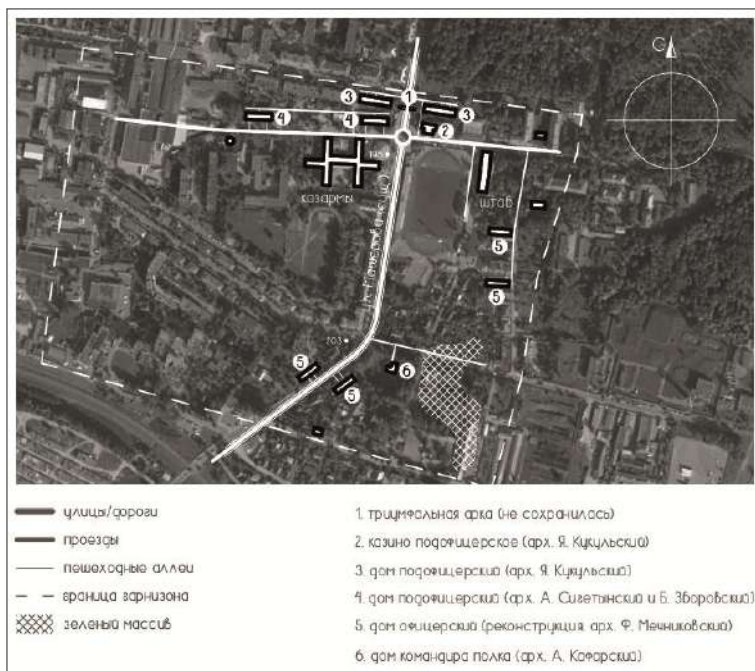 С
1
3
3
4
4
2
казармы
штаб
5
5
5
5
6
улицы/дороги
проезды
пешеходные аллеи
граница гарнизона
зеленый массив
1. триумфальная арка (не сохранилась)
2. казино подофицерское (арх. Я. Кукульский)
3. дом подофицерский (арх. Я. Кукульский)
4. дом подофицерский (арх. А. Сигетынский и Б. Зборовский)
5. дом офицерский (реконструкция арх. Ф. Мечниковский)
6. дом командира полка (арх. А. Кафарский)